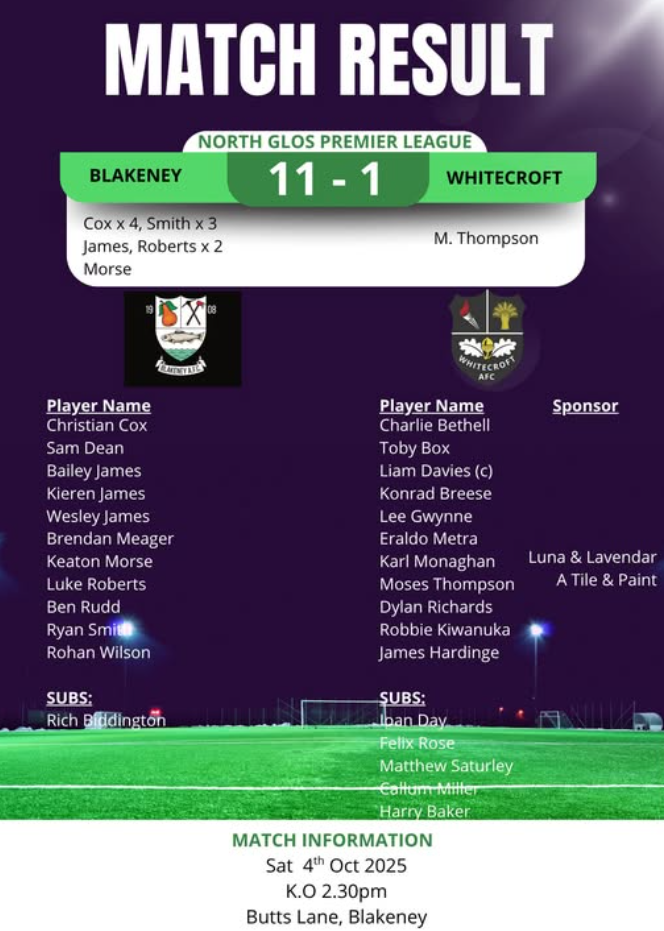 MATCH RESULT
NORTH GLOS PREMIER LEAGUE
BLAKENEY
11 - 1
WHITECROFT
Cox x 4, Smith x 3
James, Roberts x 2
Morse
M. Thompson
19 08
BLAKENEY A.F.C
WHITECROFT
AFC
Player Name
Christian Cox
Sam Dean
Bailey James
Kieren James
Wesley James
Brendan Meager
Keaton Morse
Luke Roberts
Ben Rudd
Ryan Smith
Rohan Wilson
SUBS:
Rich Biddington
Player Name
Charlie Bethell
Toby Box
Liam Davies (c)
Konrad Breese
Lee Gwynne
Eraldo Metra
Karl Monaghan
Moses Thompson
Dylan Richards
Robbie Kiwanuka
James Hardinge
SUBS:
Ioan Day
Felix Rose
Matthew Saturley
Callum Miller
Harry Baker
Sponsor
Luna & Lavendar
A Tile & Paint
MATCH INFORMATION
Sat 4th Oct 2025
K.O 2.30pm
Butts Lane, Blakeney